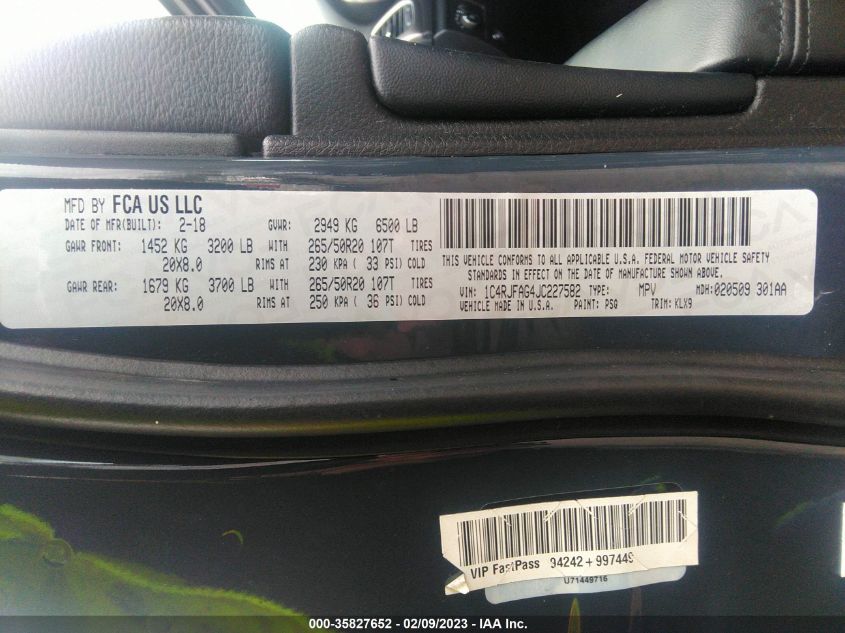 MFD BY FCA US LLC
DATE OF MFR(BUILT): 2-18 GVWR: 2949 KG 6500 LB
GAWR FRONT: 1452 KG 3200 LB WITH 265/50R20 107T TIRES
20X8.0 RIMS AT 230 KPA ( 33 PSI) COLD
GAWR REAR: 1679 KG 3700 LB WITH 265/50R20 107T TIRES
20X8.0 RIMS AT 250 KPA ( 36 PSI) COLD
THIS VEHICLE CONFORMS TO ALL APPLICABLE U.S.A. FEDERAL MOTOR VEHICLE SAFETY
STANDARDS IN EFFECT ON THE DATE OF MANUFACTURE SHOWN ABOVE.
VIN: 1C4RJFAG4JC227582 TYPE: MPV MDH: 020509 301AA
VEHICLE MADE IN U.S.A. PAINT: PSG TRIM: KLX9
VIP FastPass 94242+997449
U71449716
000-35827652 — 02/09/2023 — IAA Inc.